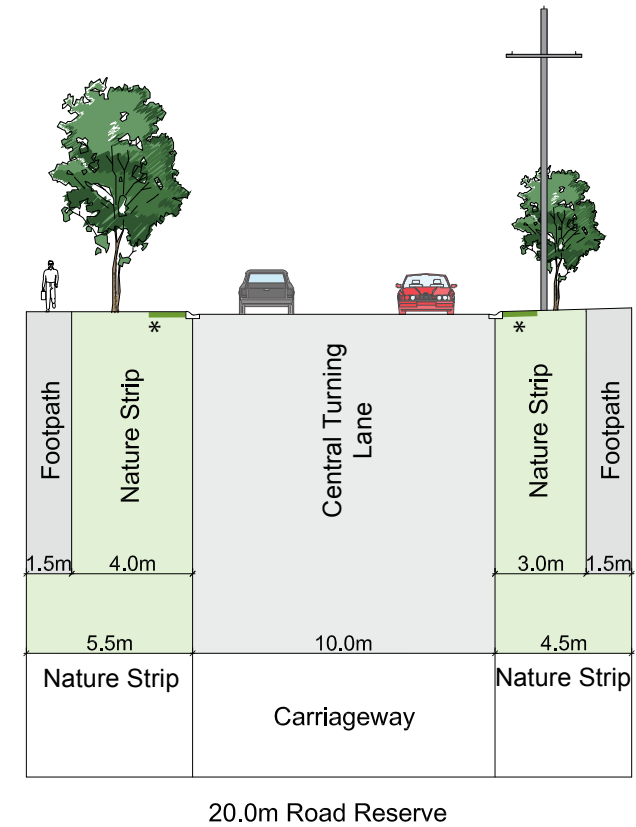 *
*
Footpath
Nature Strip
Central Turning
Lane
Nature Strip
Footpath
1.5m
4.0m
3.0m
1.5m
5.5m
10.0m
4.5m
Nature Strip
Carriageway
Nature Strip
20.0m Road Reserve